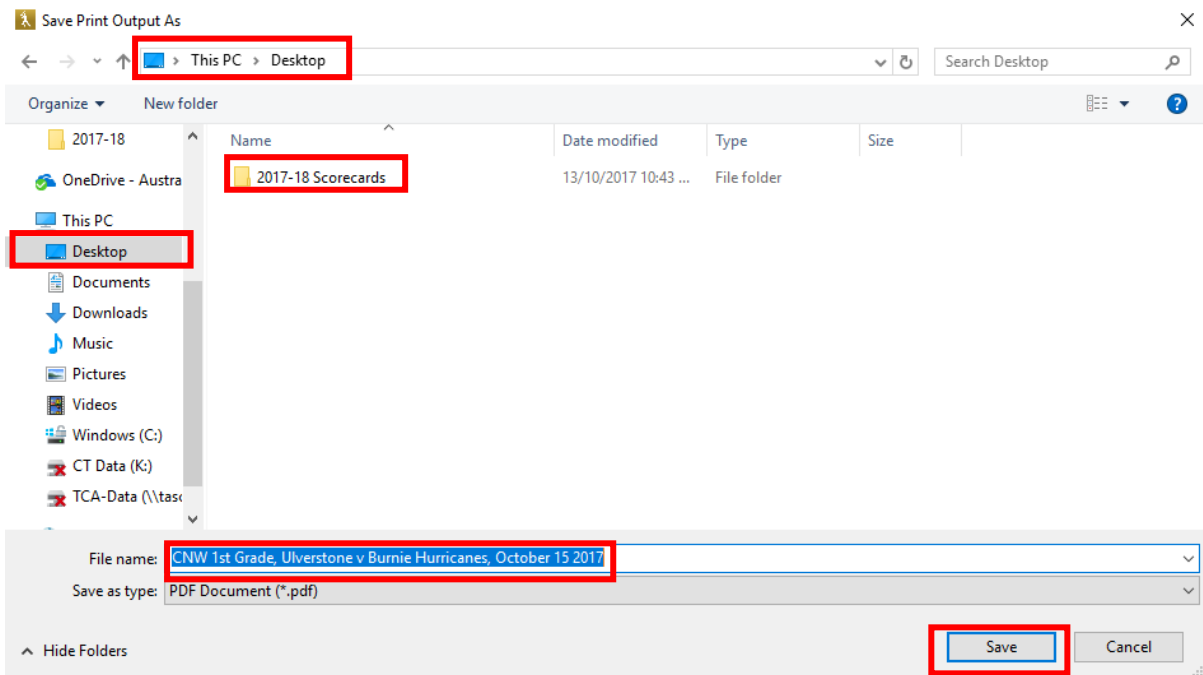 Save Print Output As
This PC > Desktop
Search Desktop
Organize
New folder
Name
Date modified
Type
Size
2017-18
OneDrive - Austra
This PC
Desktop
Documents
Downloads
Music
Pictures
Videos
Windows (C:)
CT Data (K:)
TCA-Data (\\tasc
2017-18 Scorecards
13/10/2017 10:43 ...
File folder
File name: CNW 1st Grade, Ulverstone v Burnie Hurricanes, October 15 2017
Save as type: PDF Document (*.pdf)
Hide Folders
Save
Cancel